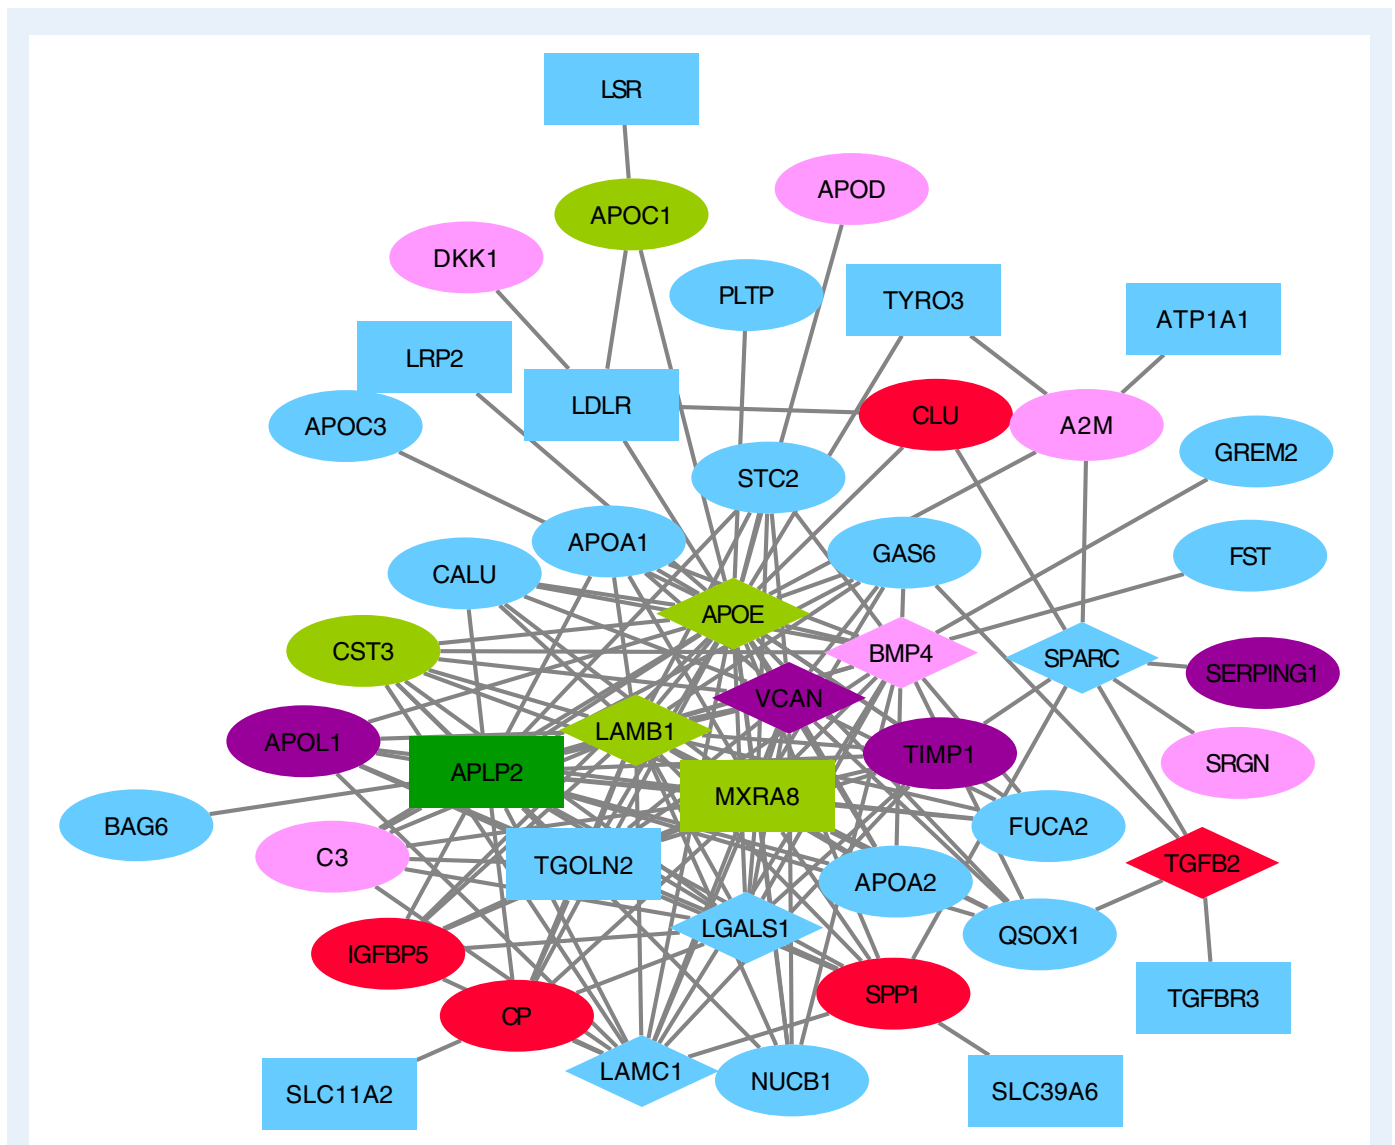 LSR
APOD
APOC1
DKK1
PLTP
TYRO3
ATP1A1
LRP2
LDLR
CLU
APOC3
A2M
GREM2
STC2
APOA1
GAS6
FST
CALU
APOE
CST3
BMP4
SPARC
SERPING1
VCAN
LAMB1
APOL1
TIMP1
SRGN
APLP2
MXRA8
BAG6
FUCA2
C3
TGOLN2
TGFB2
APOA2
LGALS1
QSOX1
IGFBP5
SPP1
TGFBR3
CP
LAMC1
NUCB1
SLC11A2
SLC39A6